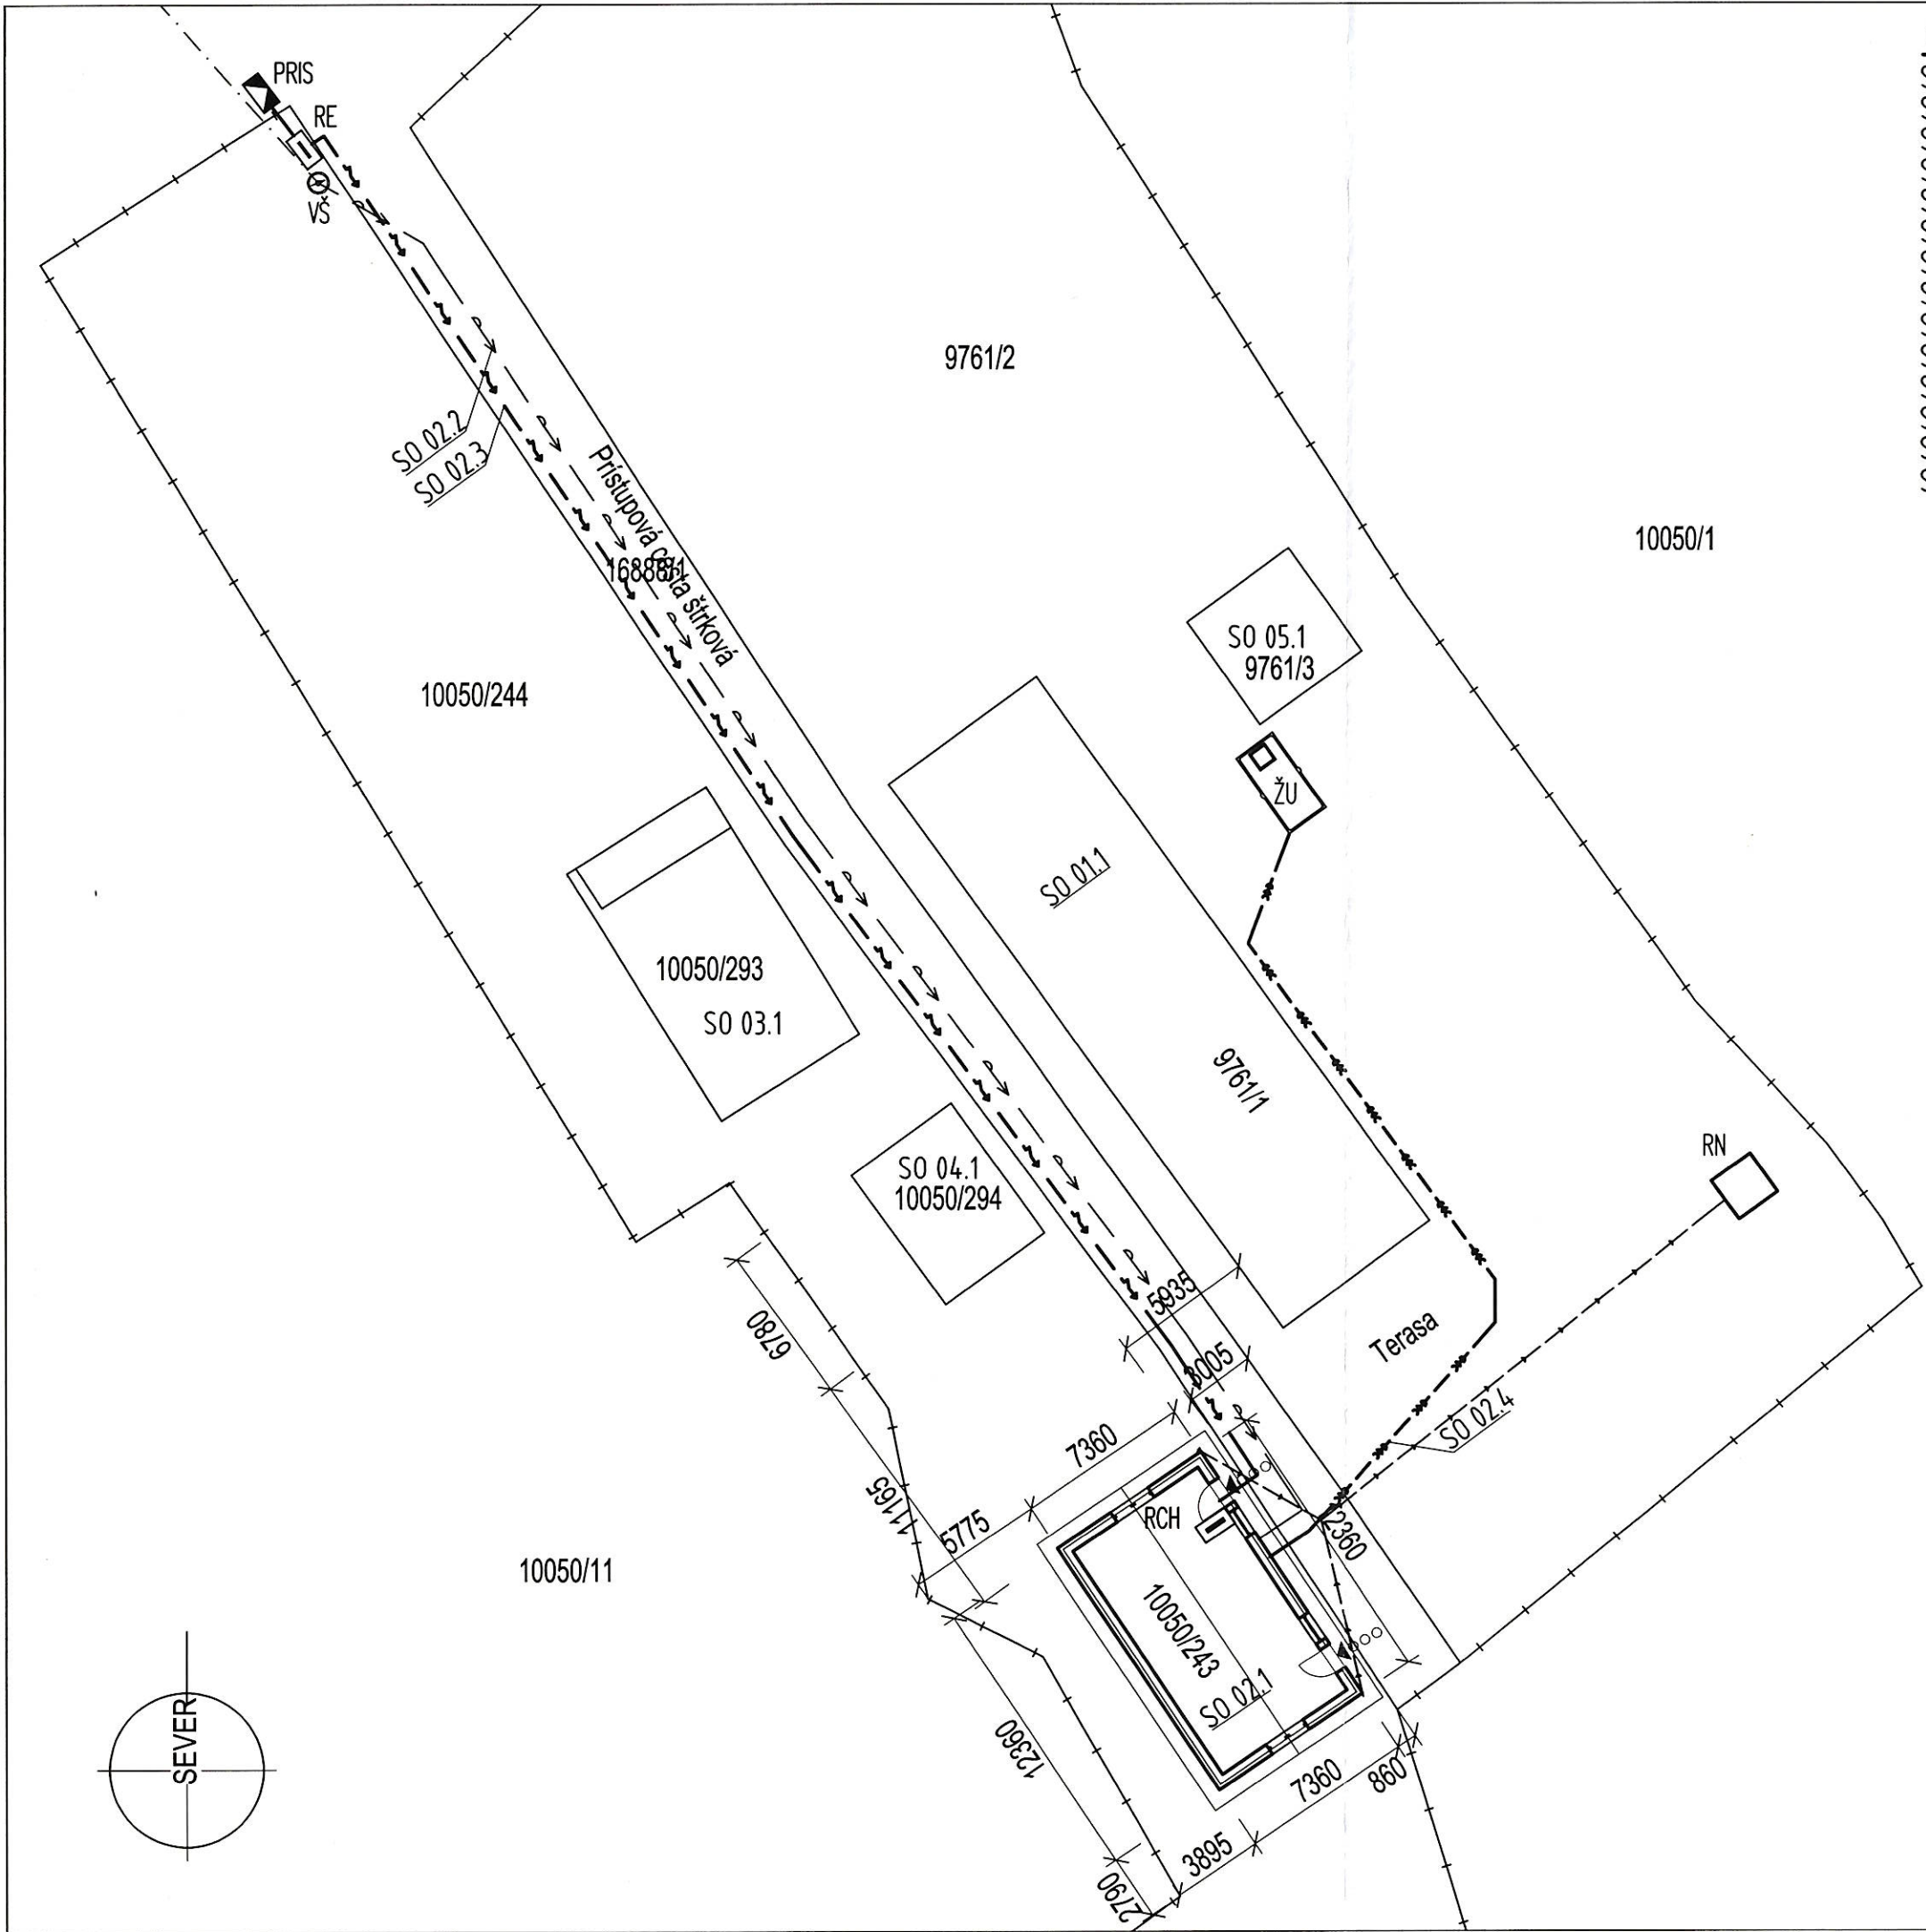 PRIS
RE
VŠ
9761/2
SO 02.2
SO 02.3
Prístupová cesta štrková
10050/1
SO 05.1
9761/3
10050/244
ŽU
SO 01.1
10050/293
SO 03.1
9761/1
RN
SO 04.1
10050/294
5935
6780
Terasa
3005
7360
SO 02.4
11165
5775
RCH
10050/11
10050/243
SO 02.1
SEVER
12360
7360
860
3895
2790